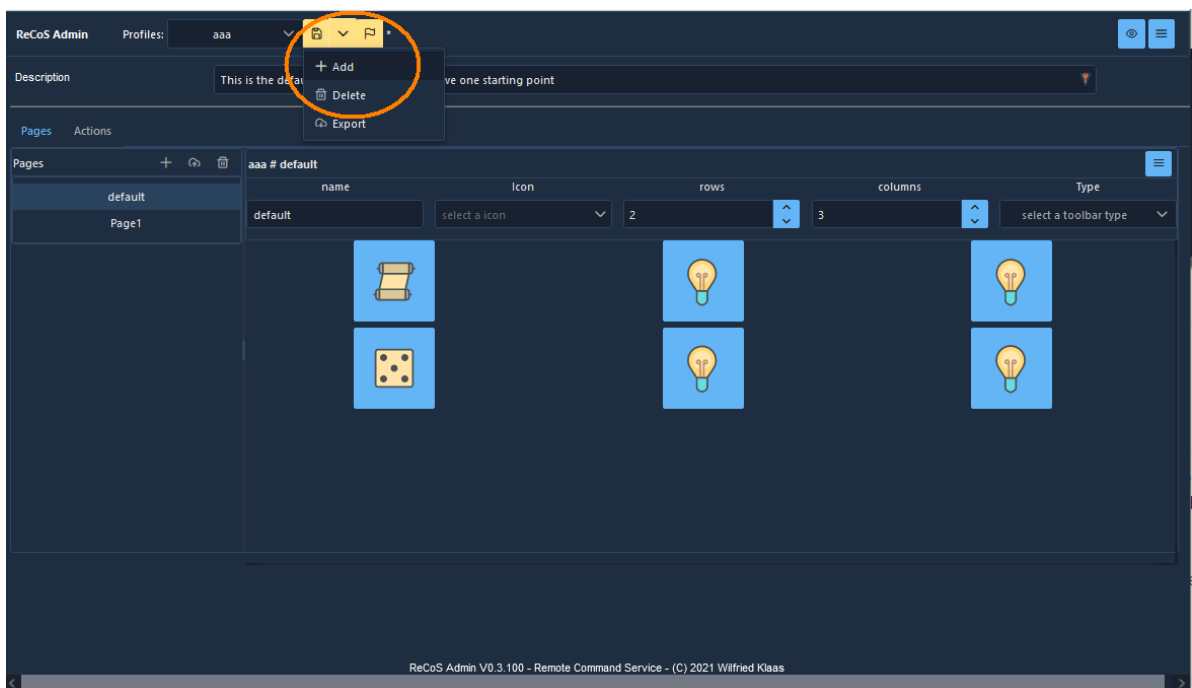 ReCoS Admin Profiles: aaa *
+ Add
Description This is the defau ve one starting point
Delete
Export
Pages Actions
Pages
default
Page1
aaa # default
name Icon rows columns Type
default select a icon 2 3 select a toolbar type
ReCoS Admin V0.3.100 - Remote Command Service - (C) 2021 Wilfried Klaas